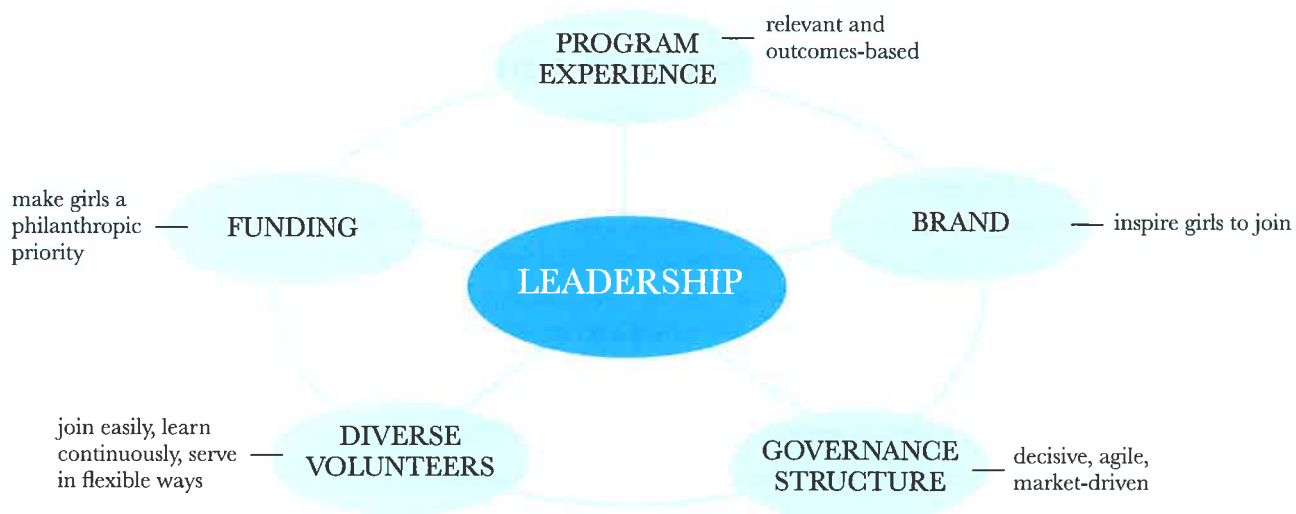 PROGRAM
EXPERIENCE
relevant and
outcomes-based
make girls a
philanthropic
priority
FUNDING
BRAND
inspire girls to join
LEADERSHIP
join easily, learn
continuously, serve
in flexible ways
DIVERSE
VOLUNTEERS
GOVERNANCE
STRUCTURE
decisive, agile,
market-driven